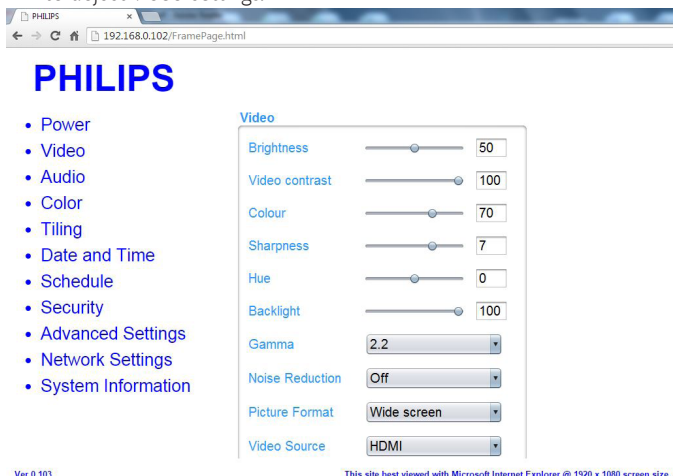 PHILIPS
192.168.0.102/FramePage.html
PHILIPS
Power
Video
Audio
Color
Tiling
Date and Time
Schedule
Security
Advanced Settings
Network Settings
System Information
Video
Brightness 50
Video contrast 100
Colour 70
Sharpness 7
Hue 0
Backlight 100
Gamma 2.2
Noise Reduction Off
Picture Format Wide screen
Video Source HDMI
Ver 0.103 This site best viewed with Microsoft Internet Explorer @ 1920 x 1080 screen size